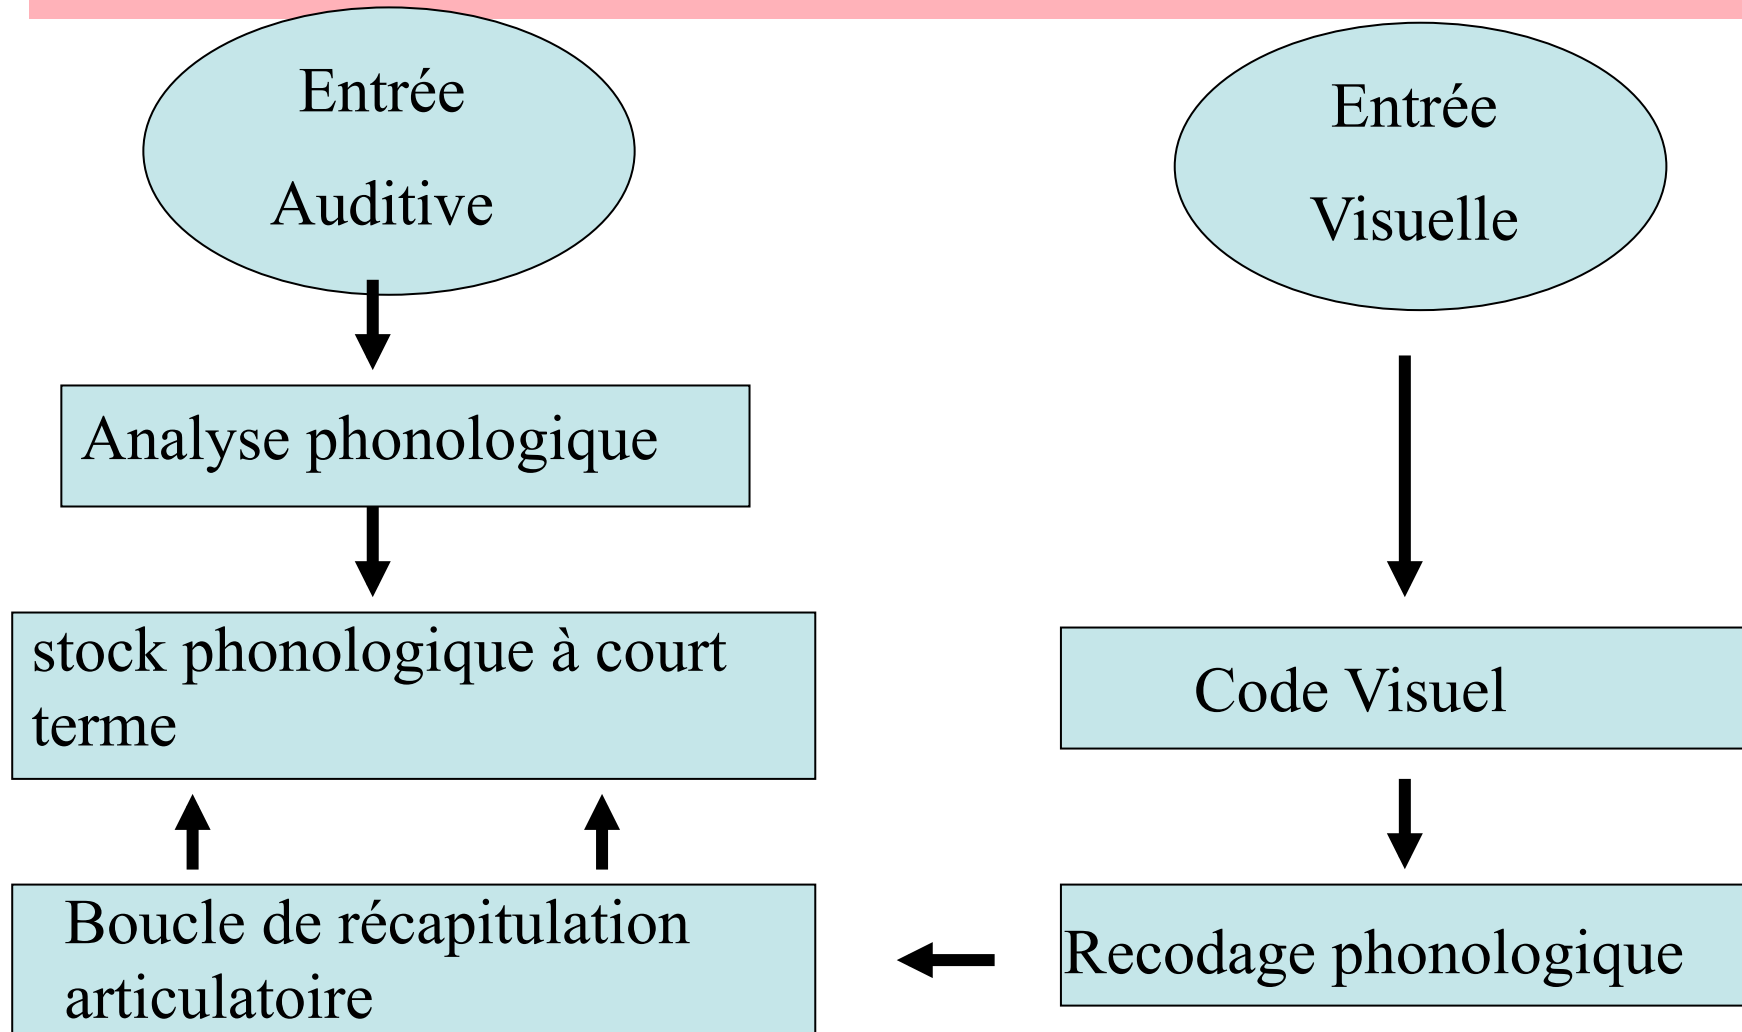 Entrée
Auditive
Entrée
Visuelle
Analyse phonologique
stock phonologique à court
terme
Code Visuel
Boucle de récapitulation
articulatoire
Recodage phonologique